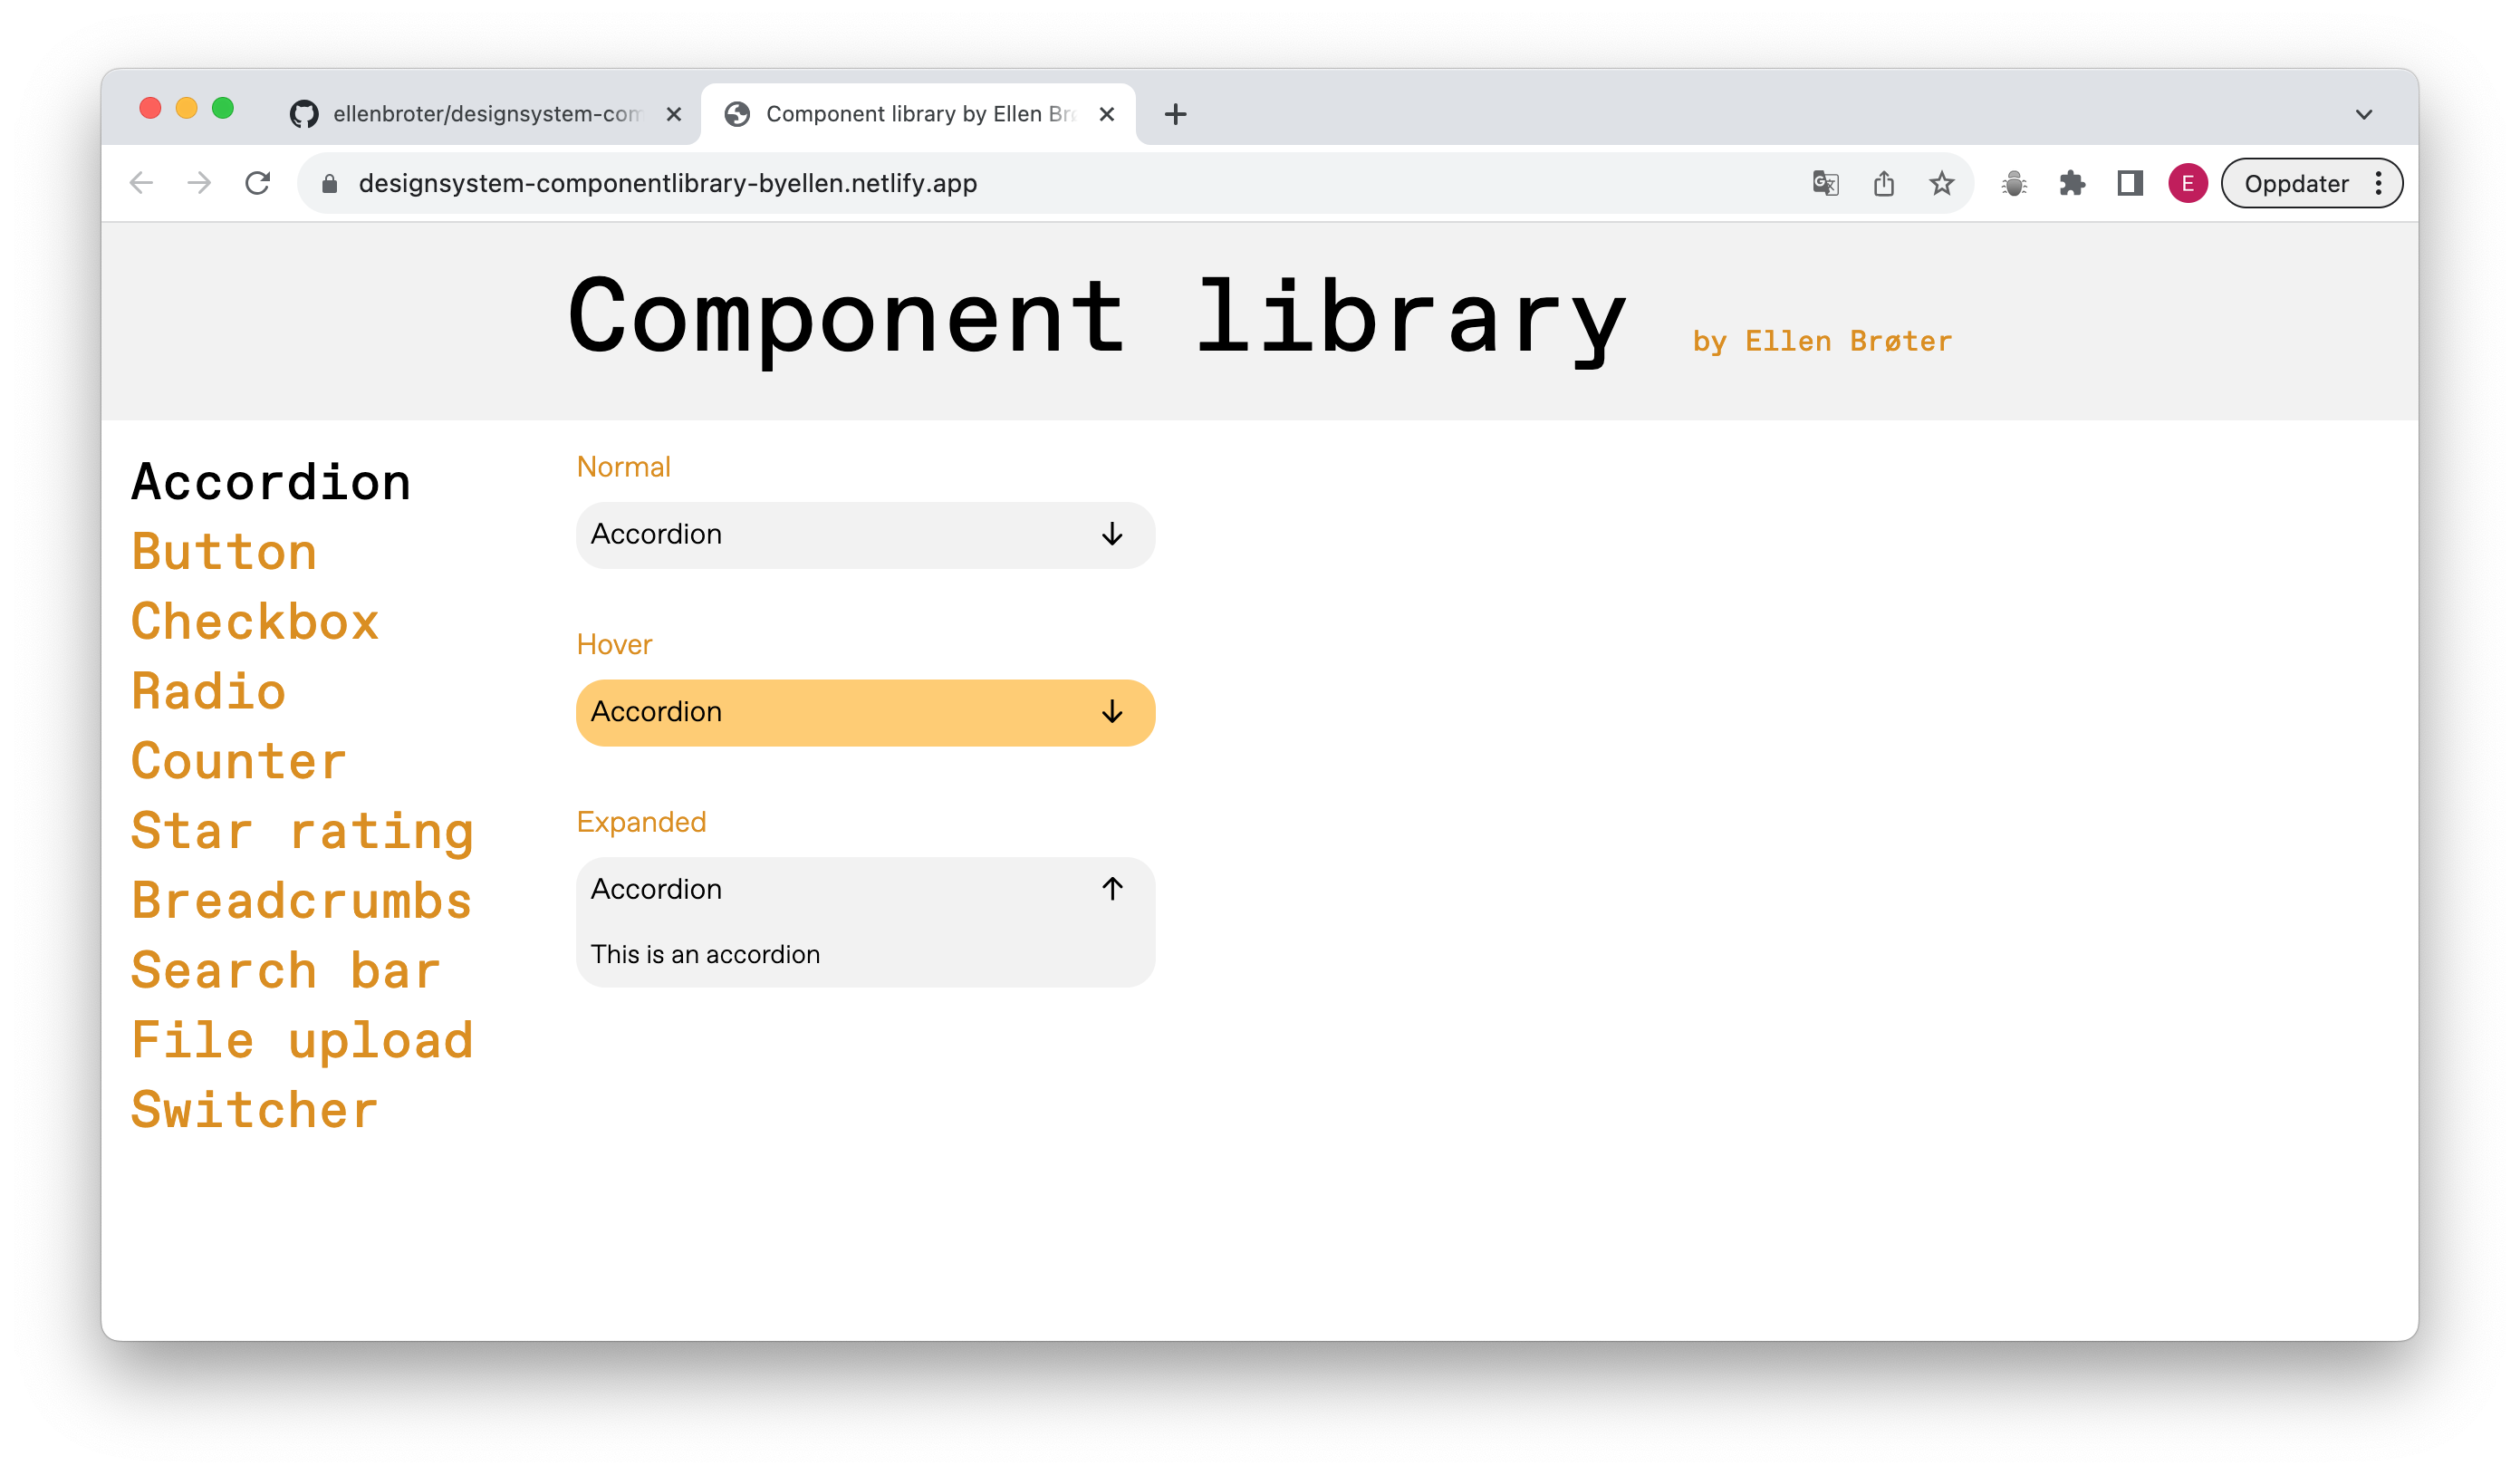 ellenbroter/designsystem-com
Component library by Ellen Br
designsystem-componentlibrary-byellen.netlify.app
E
Oppdater
Component library by Ellen Brøter
Accordion
Button
Checkbox
Radio
Counter
Star rating
Breadcrumbs
Search bar
File upload
Switcher
Normal
Accordion
Hover
Accordion
Expanded
Accordion
This is an accordion